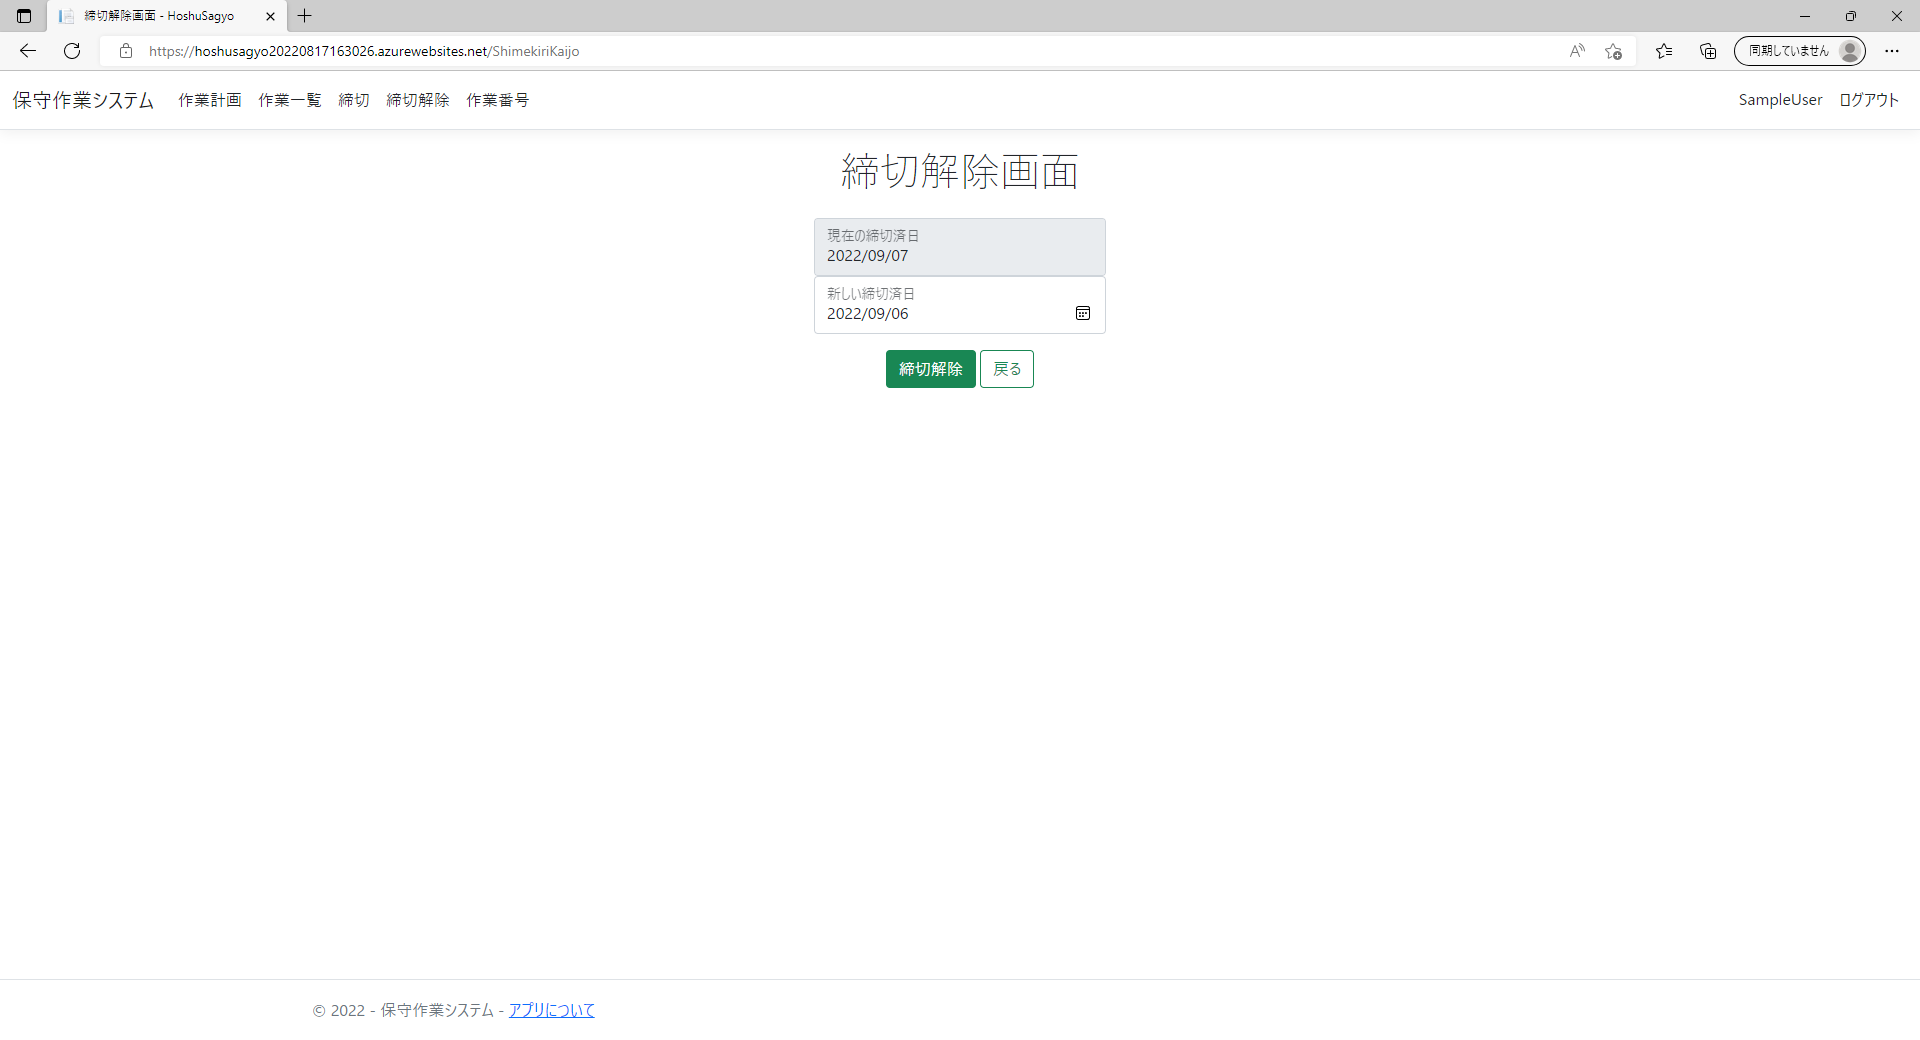 締切解除画面 - HoshuSagyo
https://hoshusagyo20220817163026.azurewebsites.net/ShimekiriKaijo
同期していません
保守作業システム 作業計画 作業一覧 締切 締切解除 作業番号 SampleUser ログアウト
締切解除画面
現在の締切済日
2022/09/07
新しい締切済日
2022/09/06
締切解除 戻る
© 2022 - 保守作業システム - アプリについて